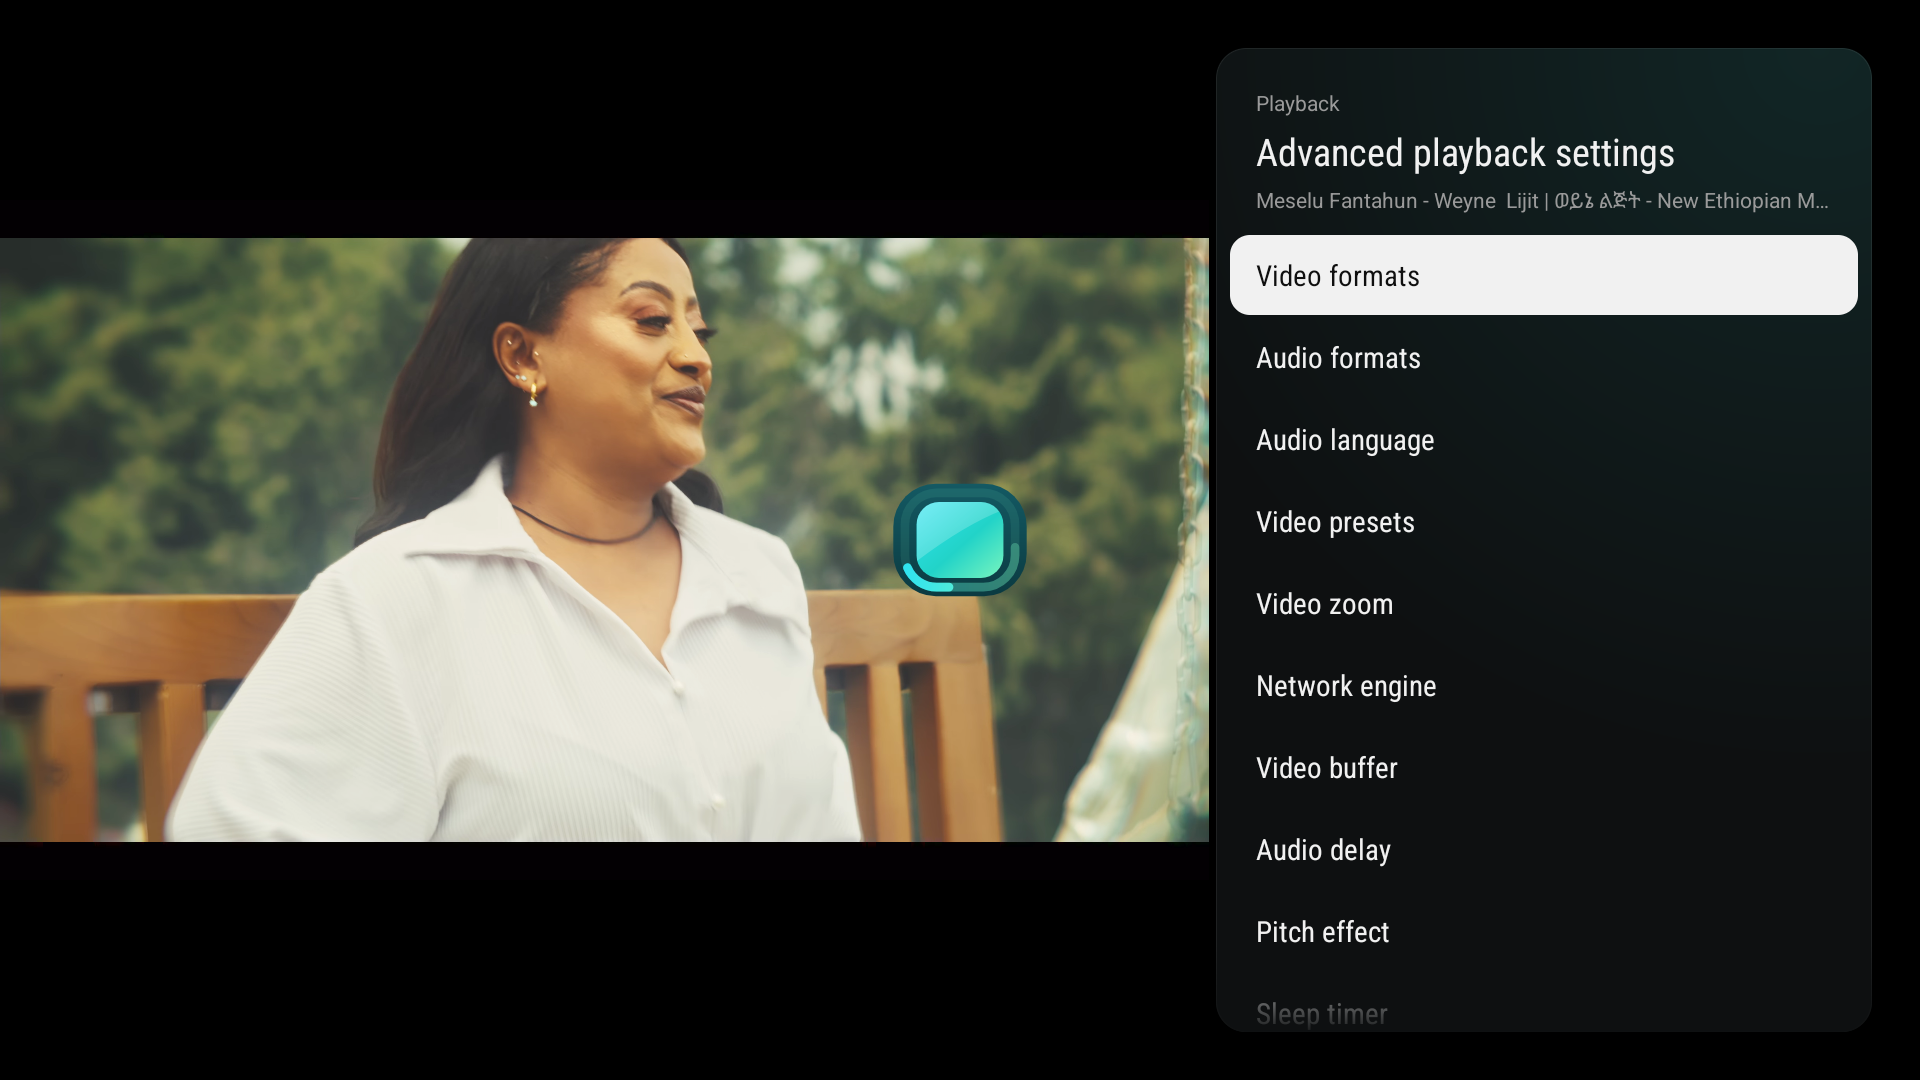 Playback
Advanced playback settings
Meselu Fantahun - Weyne Lijit | ወይኔ ልጅት - New Ethiopian M...
Video formats
Audio formats
Audio language
Video presets
Video zoom
Network engine
Video buffer
Audio delay
Pitch effect
Sleep timer